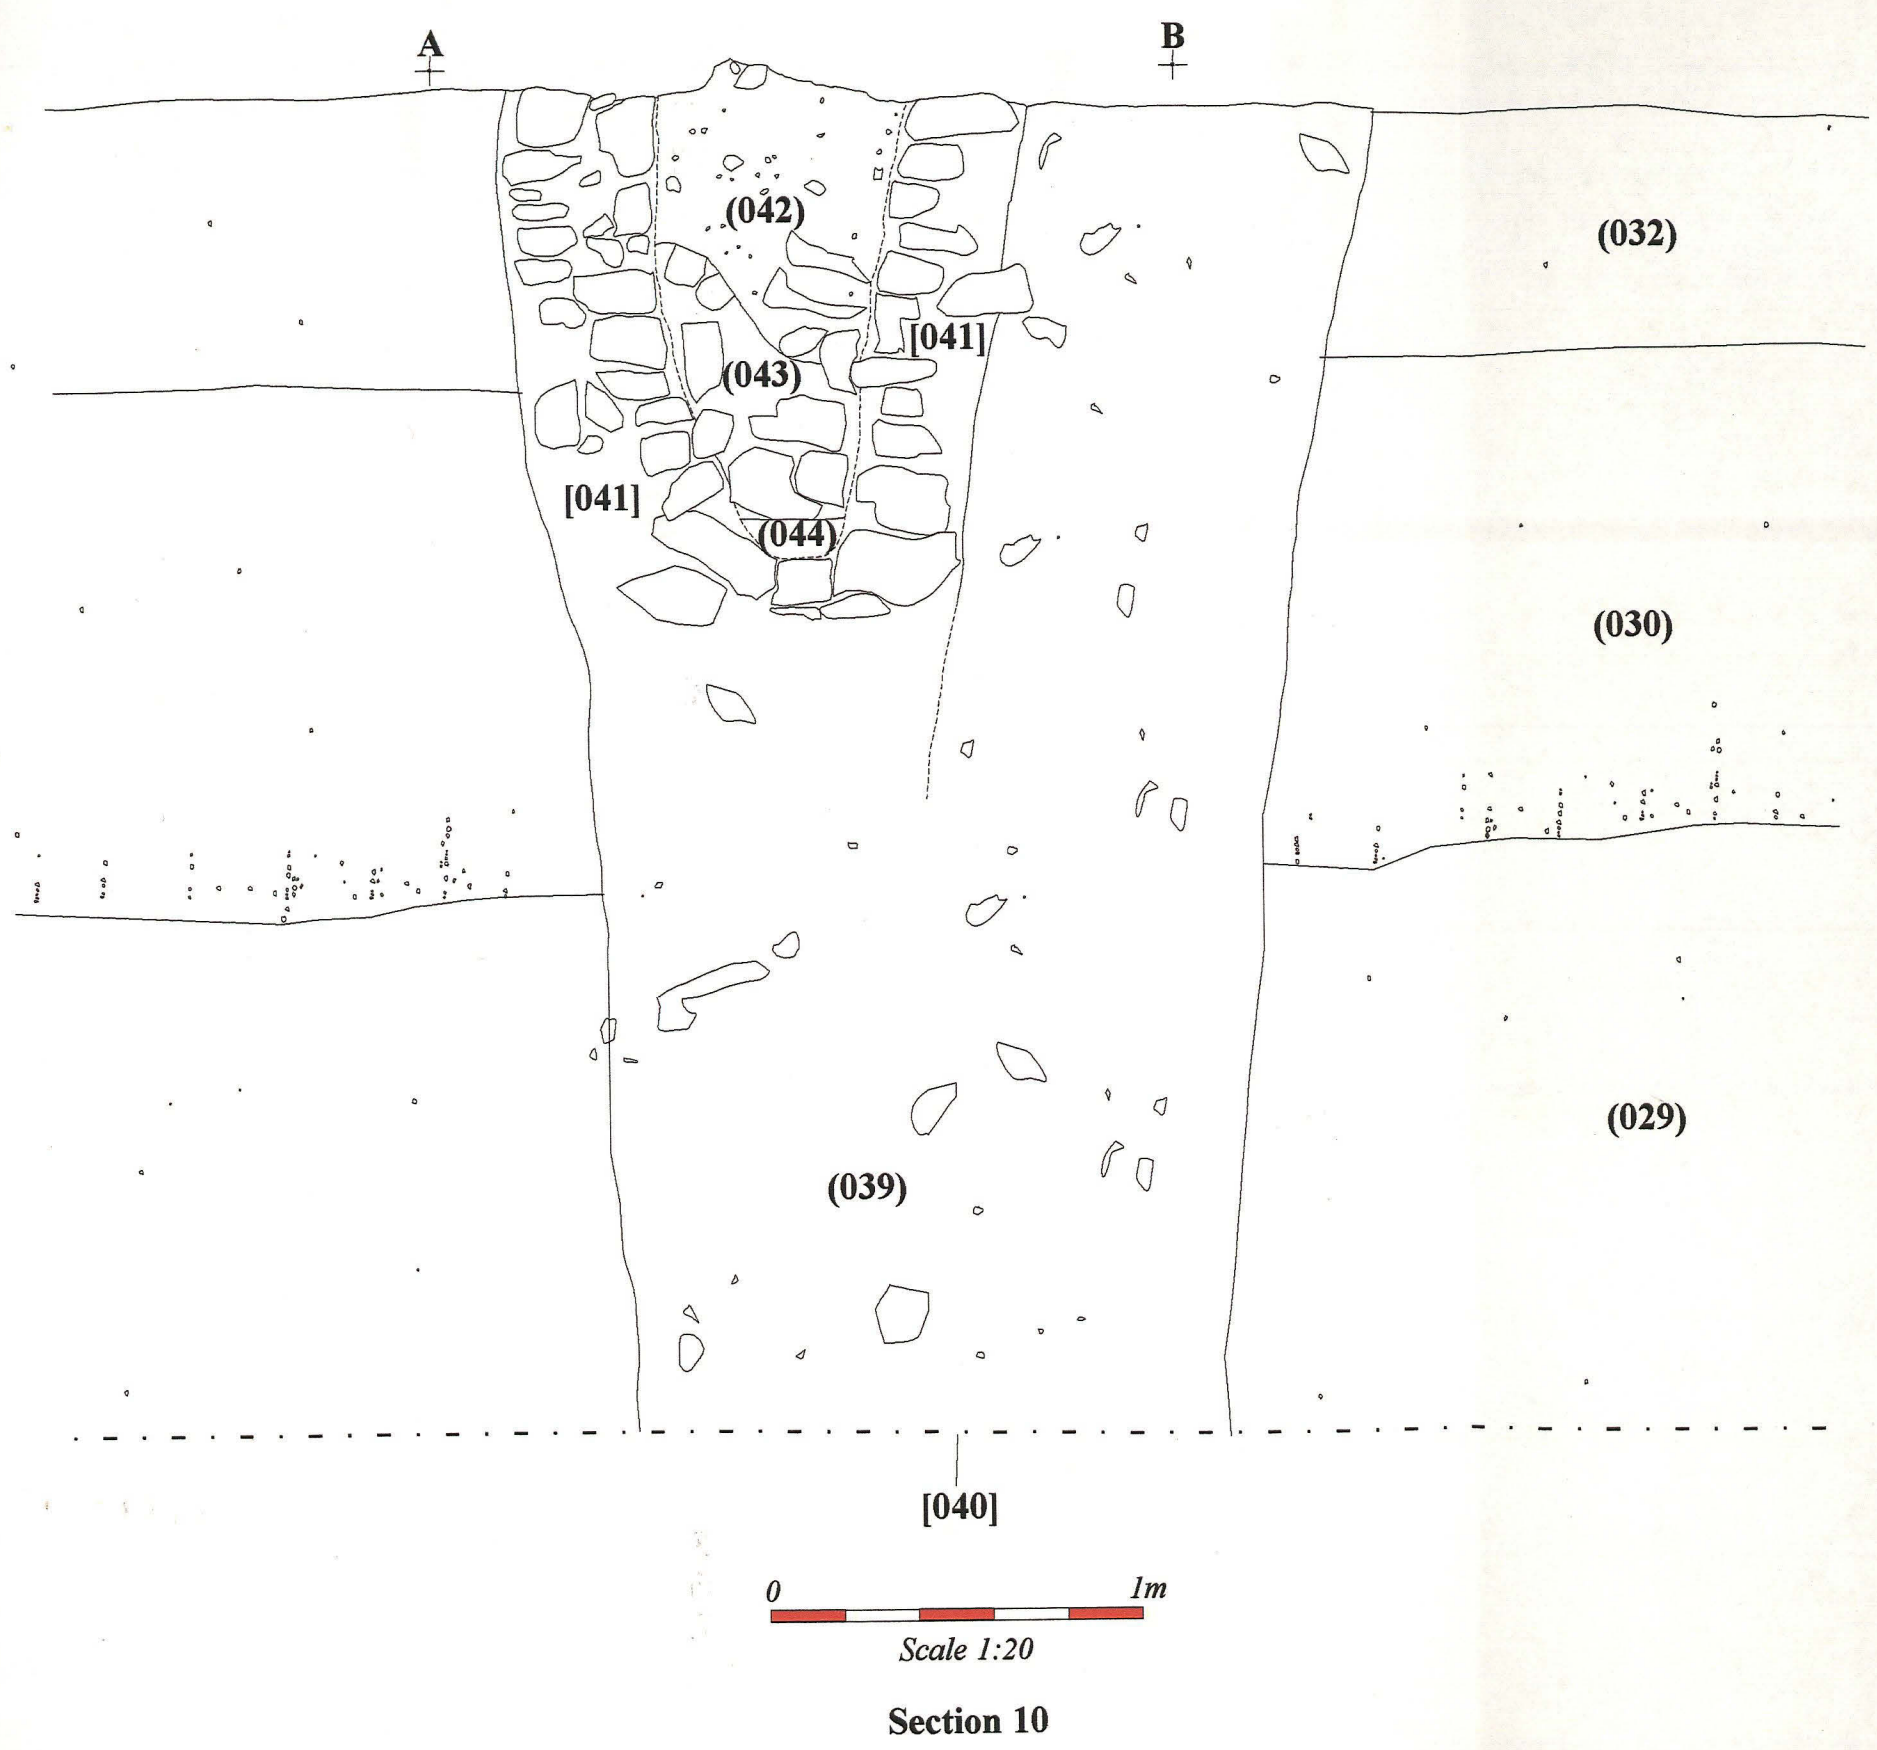 A
B
(042)
(032)
[041]
(043)
[041]
(044)
(030)
(029)
(039)
[040]
0 1m
Scale 1:20
Section 10